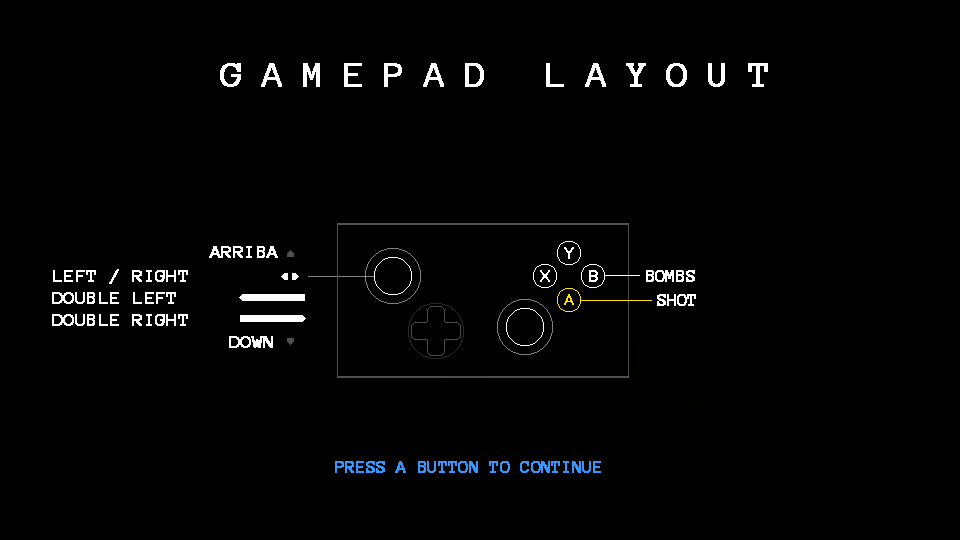 GAMEPAD LAYOUT
ARRIBA
LEFT / RIGHT
DOUBLE LEFT
DOUBLE RIGHT
DOWN
Y
X
B
A
BOMBS
SHOT
PRESS A BUTTON TO CONTINUE